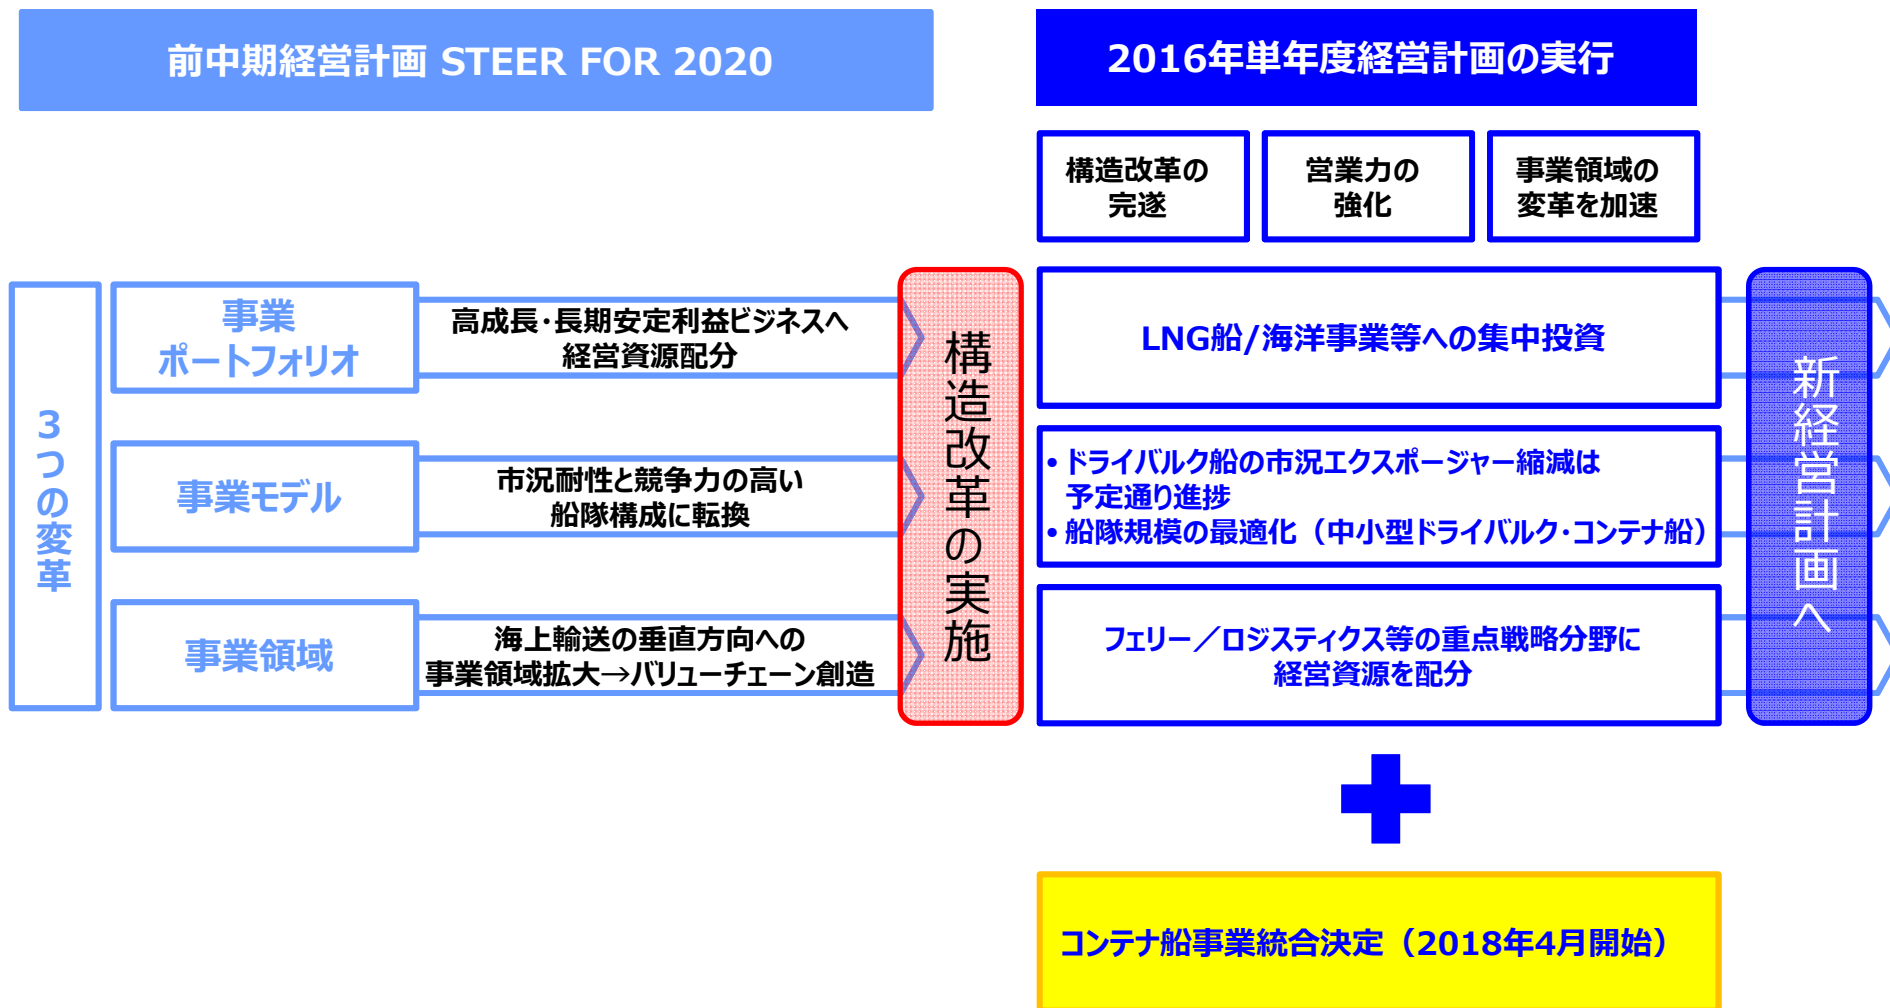 前中期経営計画 STEER FOR 2020
2016年単年度経営計画の実行
構造改革の
完遂
営業力の
強化
事業領域の
変革を加速
3つの変革
事業
ポートフォリオ
高成長・長期安定利益ビジネスへ
経営資源配分
事業モデル
市況耐性と競争力の高い
船隊構成に転換
事業領域
海上輸送の垂直方向への
事業領域拡大→バリューチェーン創造
構造改革の実施
LNG船/海洋事業等への集中投資
• ドライバルク船の市況エクスポージャー縮減は
予定通り進捗
• 船隊規模の最適化（中小型ドライバルク・コンテナ船）
フェリー／ロジスティクス等の重点戦略分野に
経営資源を配分
新経営計画へ
コンテナ船事業統合決定（2018年4月開始）